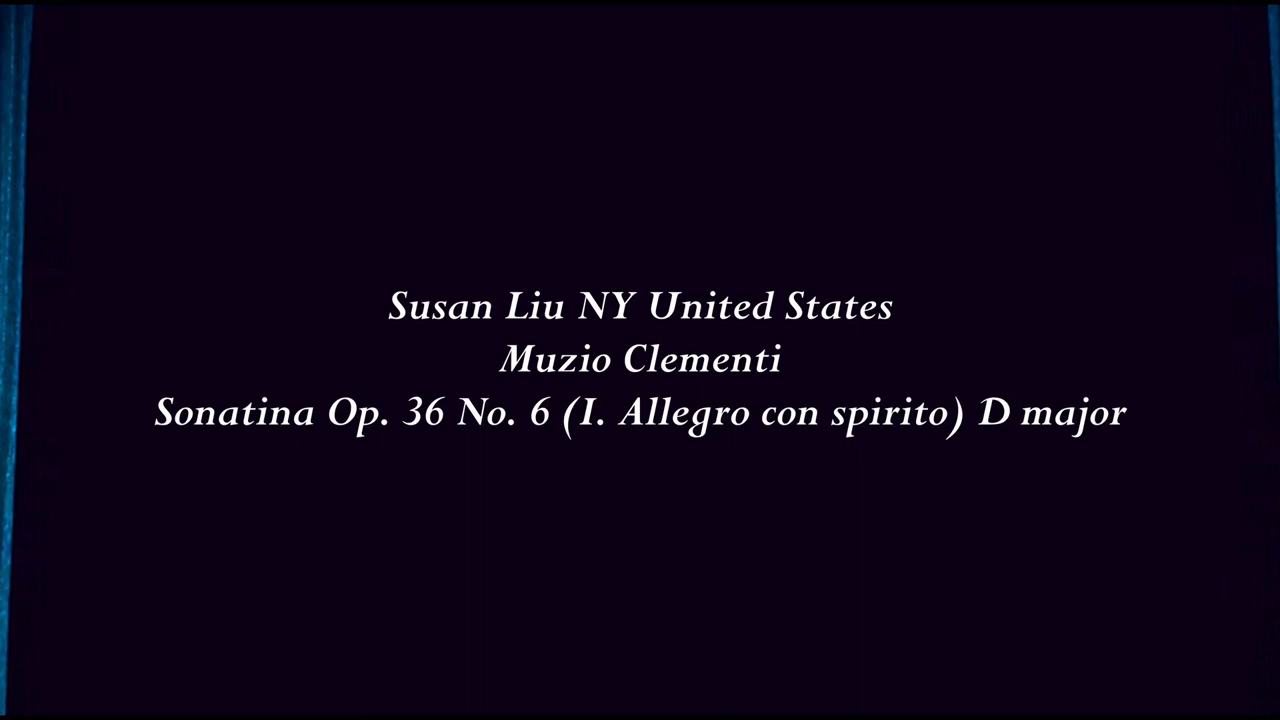 Susan Liu NY United States
Muzio Clementi
Sonatina Op. 36 No. 6 (I. Allegro con spirito) D major